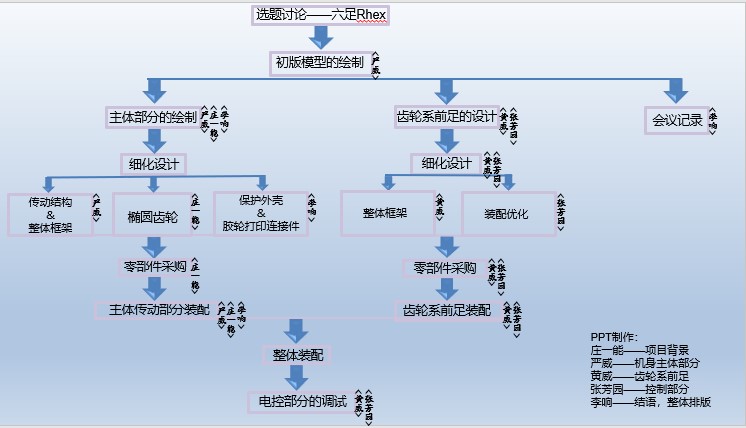 选题讨论——六足Rhex
初版模型的绘制
<严威>
主体部分的绘制
<严威>
<庄一能>
<李响>
齿轮系前足的设计
<黄威>
<张芳园>
会议记录
<李响>
细化设计
细化设计
<黄威>
<张芳园>
传动结构
&
整体框架
<严威>
椭圆齿轮
<庄一能>
保护外壳
&
胶轮打印连接件
<李响>
整体框架
<黄威>
装配优化
<张芳园>
零部件采购
<庄一能>
零部件采购
<黄威>
<张芳园>
主体传动部分装配
<严威>
<庄一能>
<李响>
齿轮系前足装配
<黄威>
<张芳园>
整体装配
电控部分的调试
<黄威>
<张芳园>
PPT制作：
庄一能——项目背景
严威——机身主体部分
黄威——齿轮系前足
张芳园——控制部分
李响——结语，整体排版